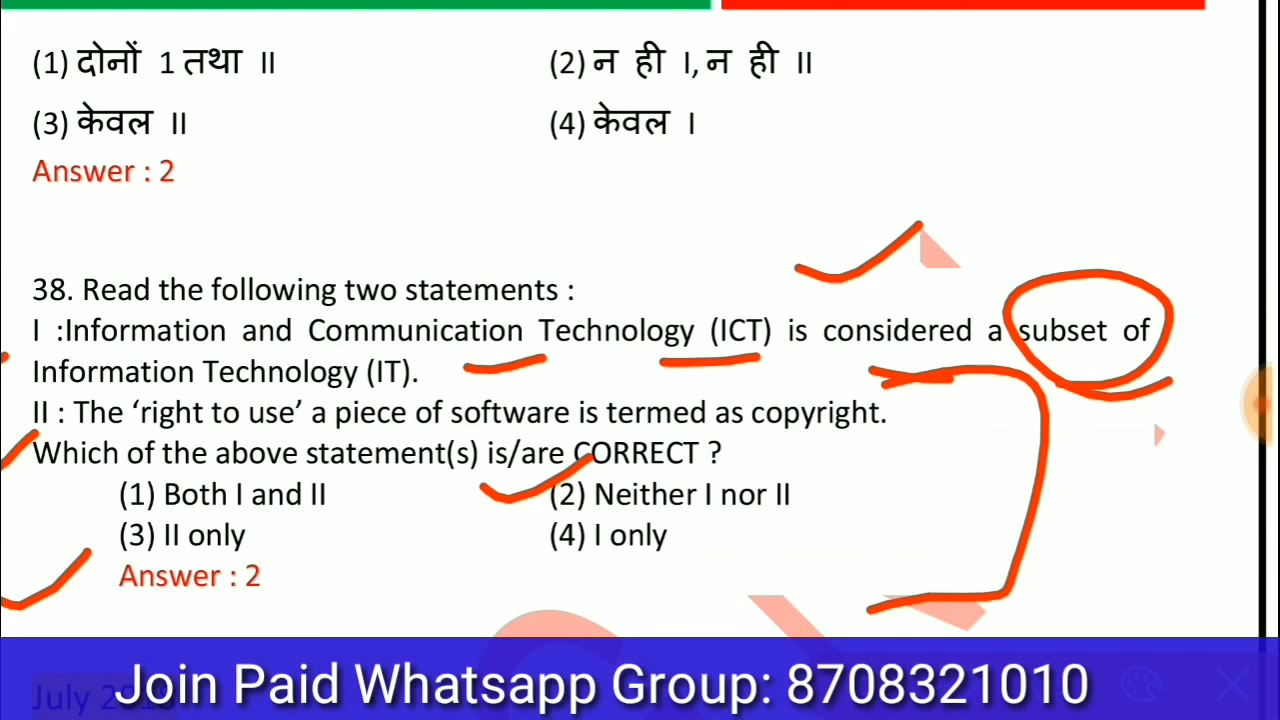 (1) दोनों 1 तथा II (2) न ही I, न ही II
(3) केवल II (4) केवल I
Answer : 2
38. Read the following two statements :
I :Information and Communication Technology (ICT) is considered a subset of
Information Technology (IT).
II : The ‘right to use’ a piece of software is termed as copyright.
Which of the above statement(s) is/are CORRECT ?
(1) Both I and II (2) Neither I nor II
(3) II only (4) I only
Answer : 2
Join Paid Whatsapp Group: 8708321010
July